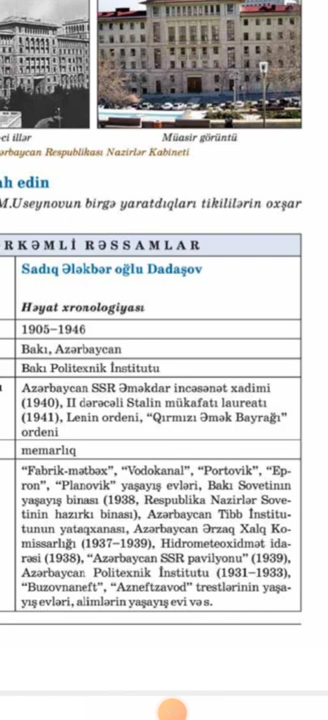 ci illər
Müasir görüntü
rbaycan Respublikası Nazirlər Kabineti
ah edin
M.Useynovun birgə yaratdıqları tikililərin oxşar
RKƏMLİ RƏSSAMLAR
Sadıq Ələkbər oğlu Dadaşov
Həyat xronologiyası
1905–1946
Bakı, Azərbaycan
Bakı Politexnik İnstitutu
Azərbaycan SSR Əməkdar incəsənət xadimi
(1940), II dərəcəli Stalin mükafatı laureatı
(1941), Lenin ordeni, “Qırmızı Əmək Bayrağı”
ordeni
memarlıq
“Fabrik-mətbəx”, “Vodokanal”, “Portovik”, “Ep-
ron”, “Planovik” yaşayış evləri, Bakı Sovetinin
yaşayış binası (1938, Respublika Nazirlər Sove-
tinin hazırkı binası), Azərbaycan Tibb İnstitu-
tunun yataqxanası, Azərbaycan Ərzaq Xalq Ko-
missarlığı (1937–1939), Hidrometeoxidmət ida-
rəsi (1938), “Azərbaycan SSR pavilyonu” (1939),
Azərbaycan Politexnik İnstitutu (1931–1933),
“Buzovnaneft”, “Azneftzavod” trestlərinin yaşa-
yış evləri, alimlərin yaşayış evi və s.